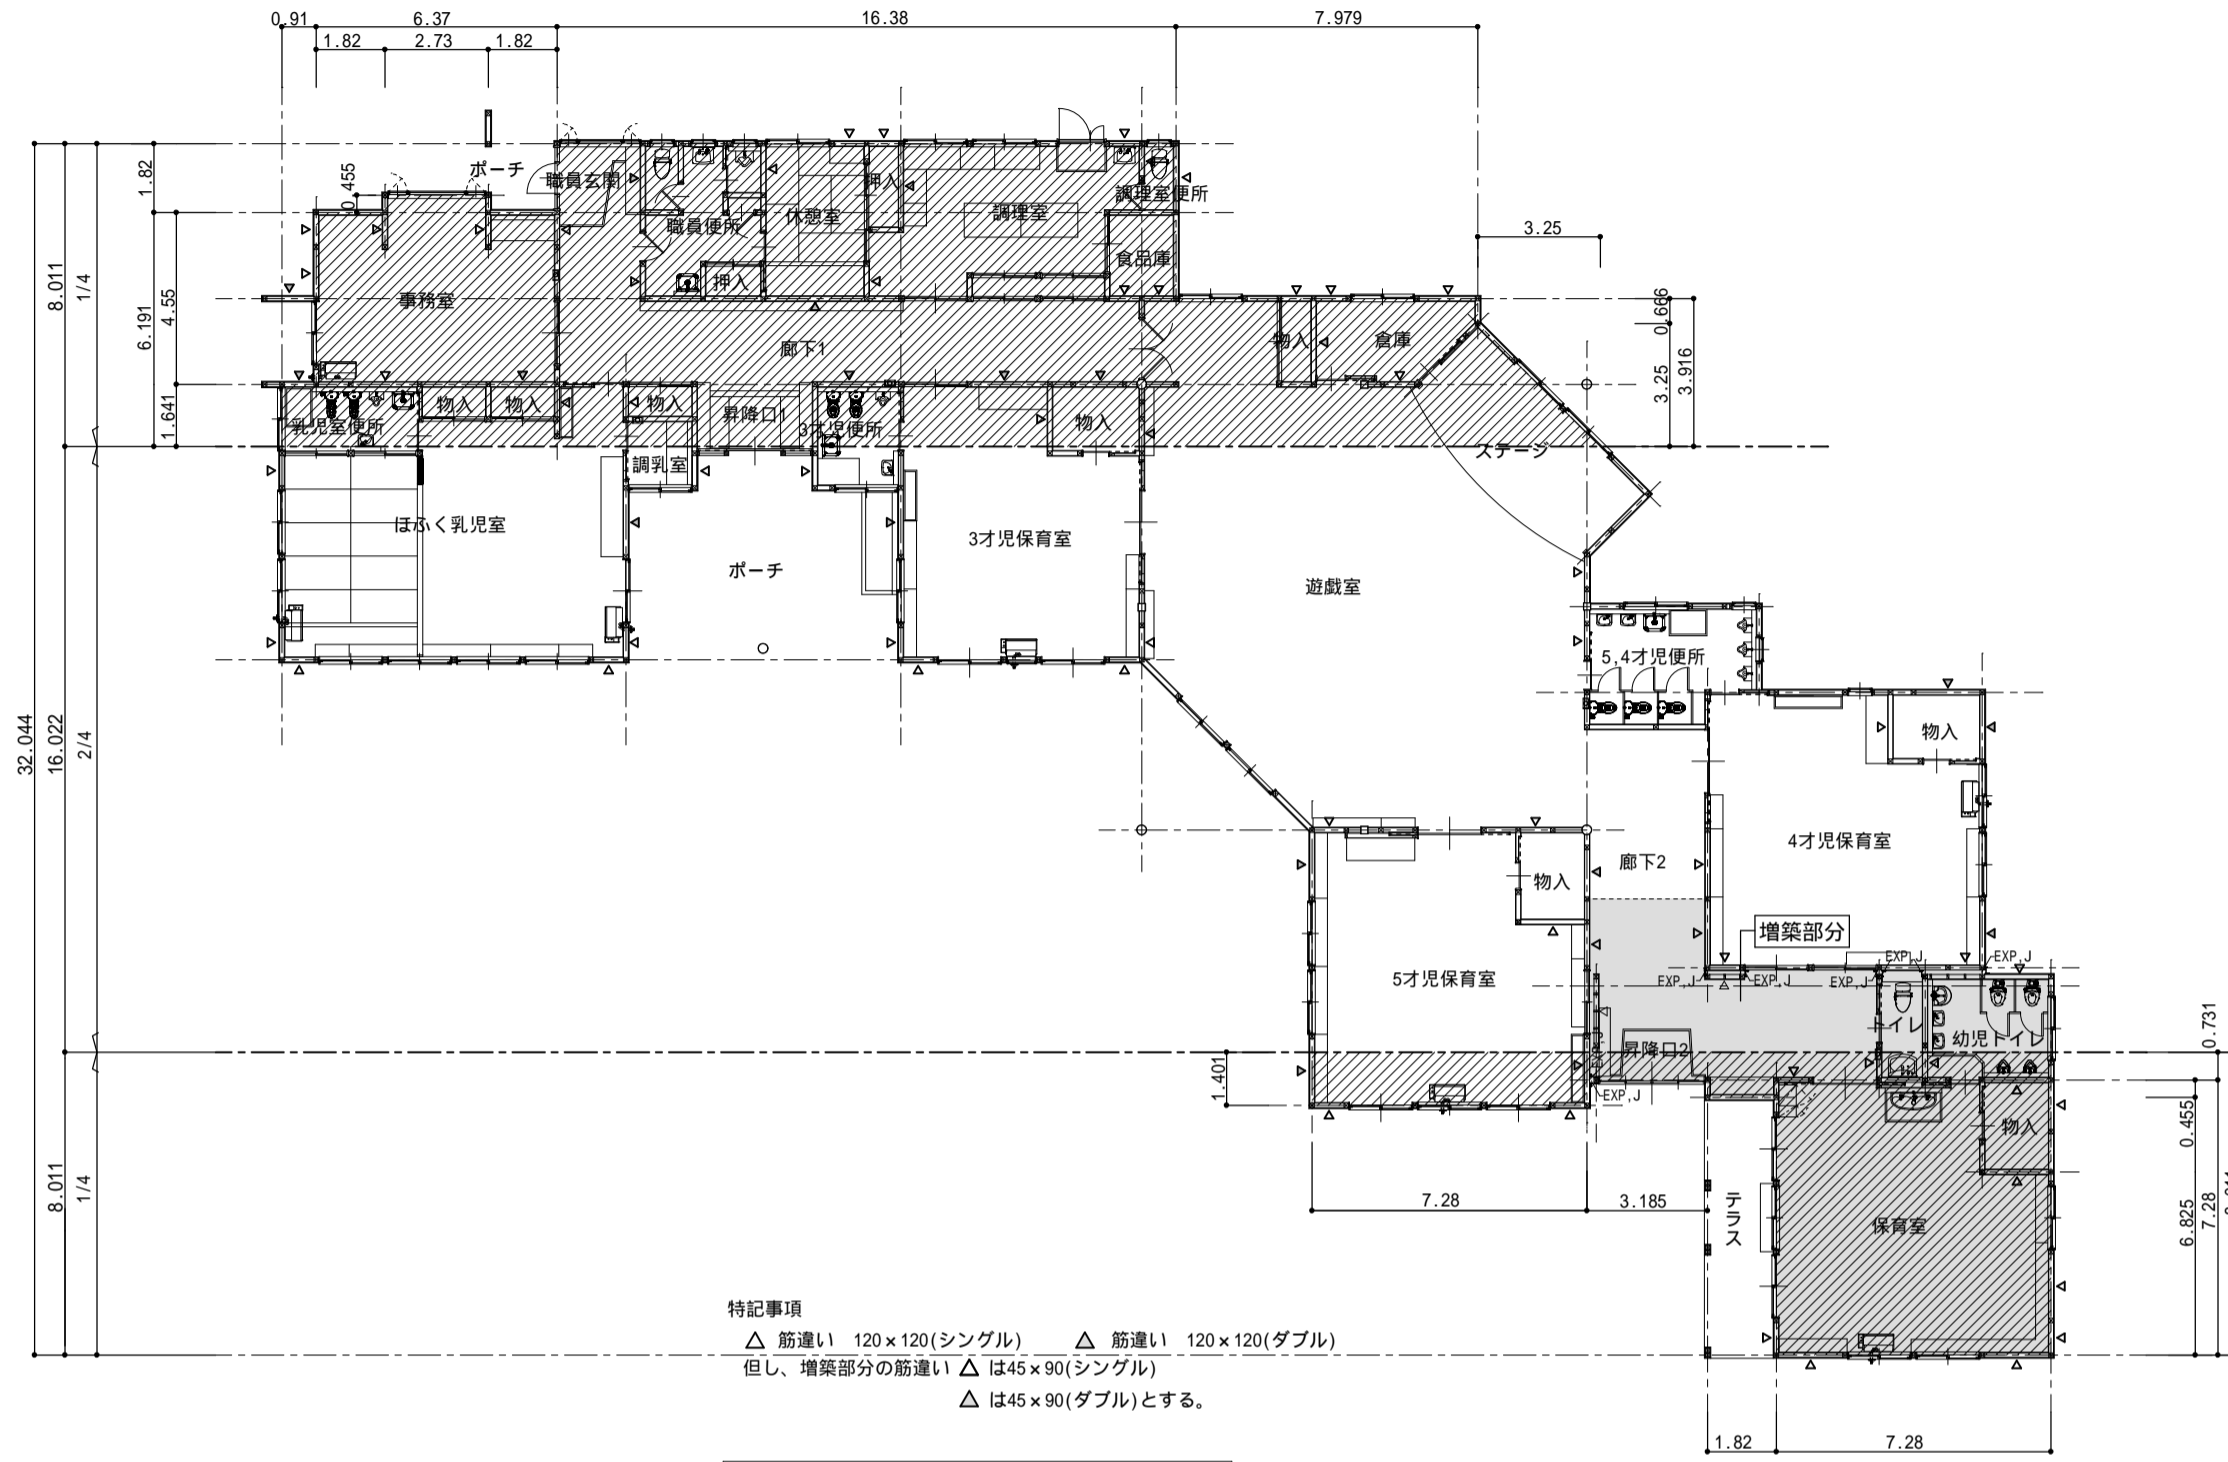 0.91
6.37
16.38
7.979
1.82
2.73
1.82
ポーチ
0.455
1.82
職員玄関
職員便所
休憩室
押入
調理室
調理室便所
食品庫
押入
3.25
8.011
1/4
6.191
4.55
事務室
廊下1
物入
倉庫
0.666
3.25
3.916
1.641
乳児室便所
物入
物入
物入
昇降口1
3才児便所
物入
ステージ
調乳室
ほふく乳児室
3才児保育室
ポーチ
遊戯室
5,4才児便所
32.044
16.022
2/4
物入
4才児保育室
廊下2
物入
増築部分
5才児保育室
EXP,J
EXP,J
EXP,J
EXP,J
EXP,J
トイレ
幼児トイレ
昇降口2
EXP,J
0.731
1.401
物入
0.455
8.011
1/4
7.28
3.185
テラス
保育室
6.825
7.28
特記事項
△ 筋違い 120×120(シングル) △ 筋違い 120×120(ダブル)
但し、増築部分の筋違い △ は45×90(シングル)
△ は45×90(ダブル)とする。
1.82
7.28